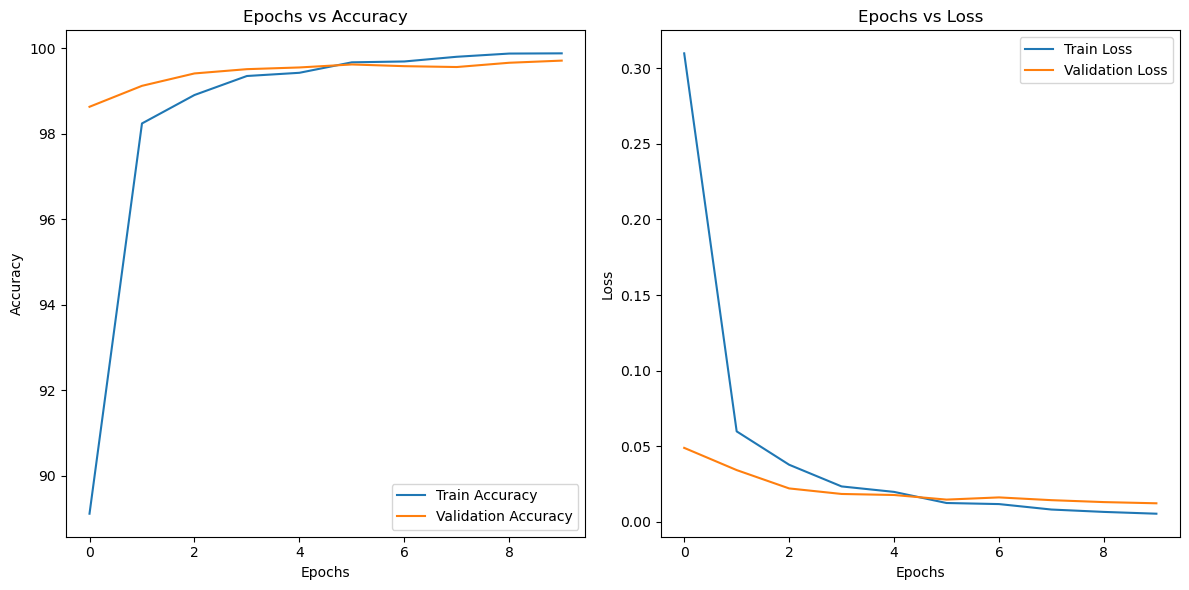 Epochs vs Accuracy
100
98
96
94
92
90
Accuracy
0
2
4
6
8
Epochs
Train Accuracy
Validation Accuracy
Epochs vs Loss
0.30
0.25
0.20
0.15
0.10
0.05
0.00
Loss
0
2
4
6
8
Epochs
Train Loss
Validation Loss